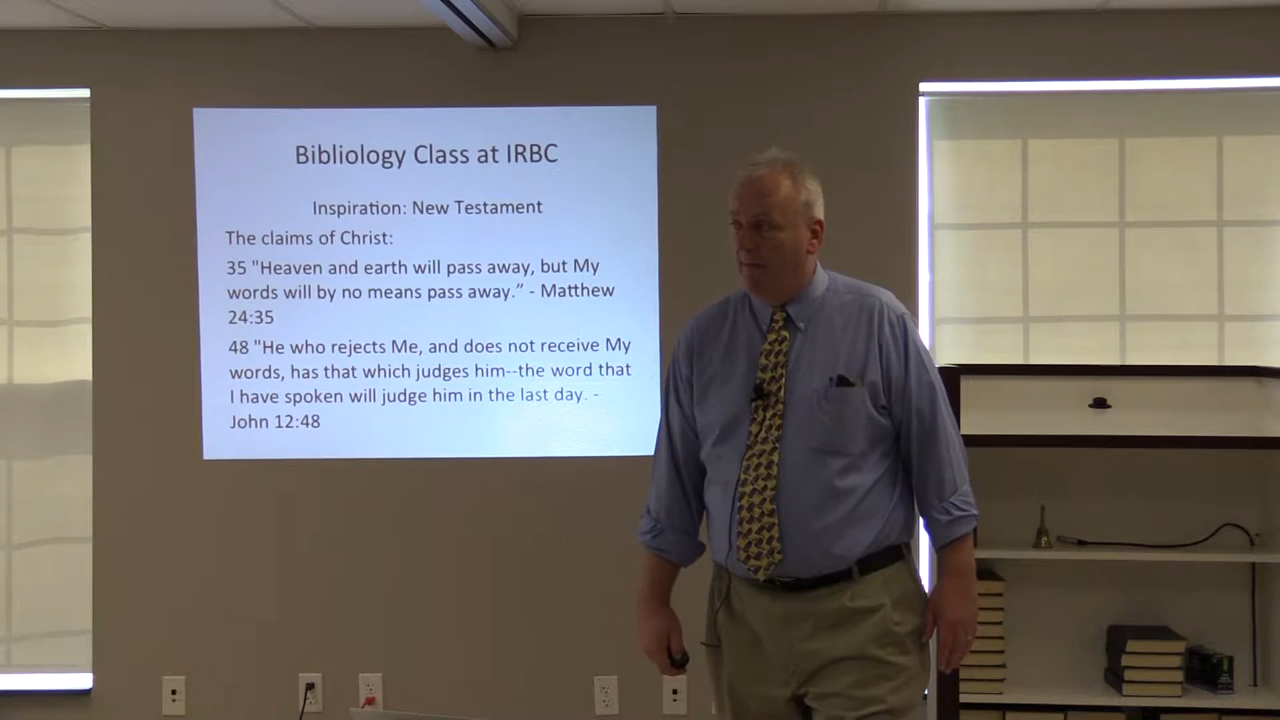 Bibliology Class at IRBC
Inspiration: New Testament
The claims of Christ:
35 "Heaven and earth will pass away, but My
words will by no means pass away.” - Matthew
24:35
48 "He who rejects Me, and does not receive My
words, has that which judges him--the word that
I have spoken will judge him in the last day. -
John 12:48